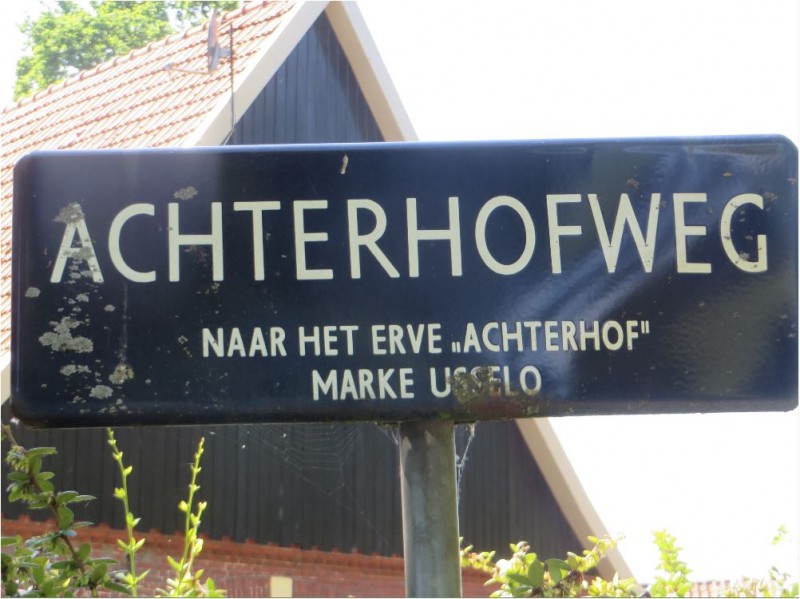 ACHTERHOFWEG
NAAR HET ERVE „ACHTERHOF"
MARKE USSELO